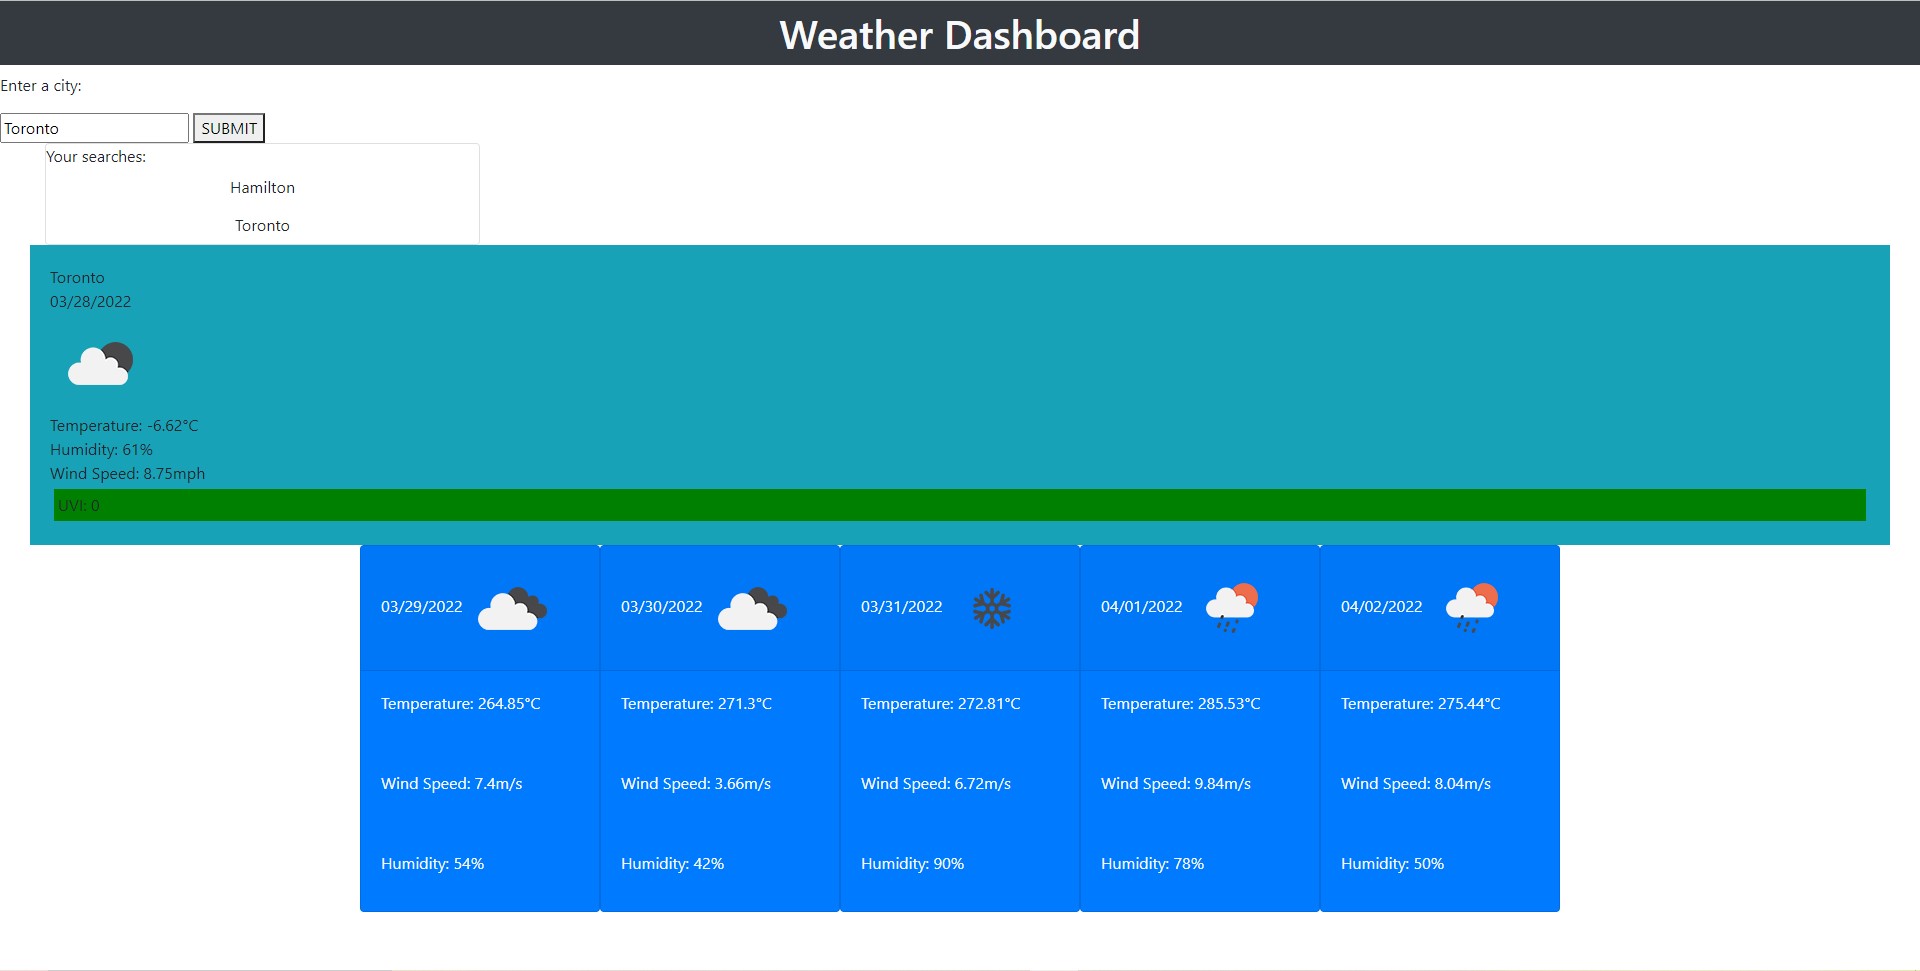 Weather Dashboard
Enter a city:
Toronto SUBMIT
Your searches:
Hamilton
Toronto
Toronto
03/28/2022
Temperature: -6.62°C
Humidity: 61%
Wind Speed: 8.75mph
UVI: 0
03/29/2022
Temperature: 264.85°C
Wind Speed: 7.4m/s
Humidity: 54%
03/30/2022
Temperature: 271.3°C
Wind Speed: 3.66m/s
Humidity: 42%
03/31/2022
Temperature: 272.81°C
Wind Speed: 6.72m/s
Humidity: 90%
04/01/2022
Temperature: 285.53°C
Wind Speed: 9.84m/s
Humidity: 78%
04/02/2022
Temperature: 275.44°C
Wind Speed: 8.04m/s
Humidity: 50%